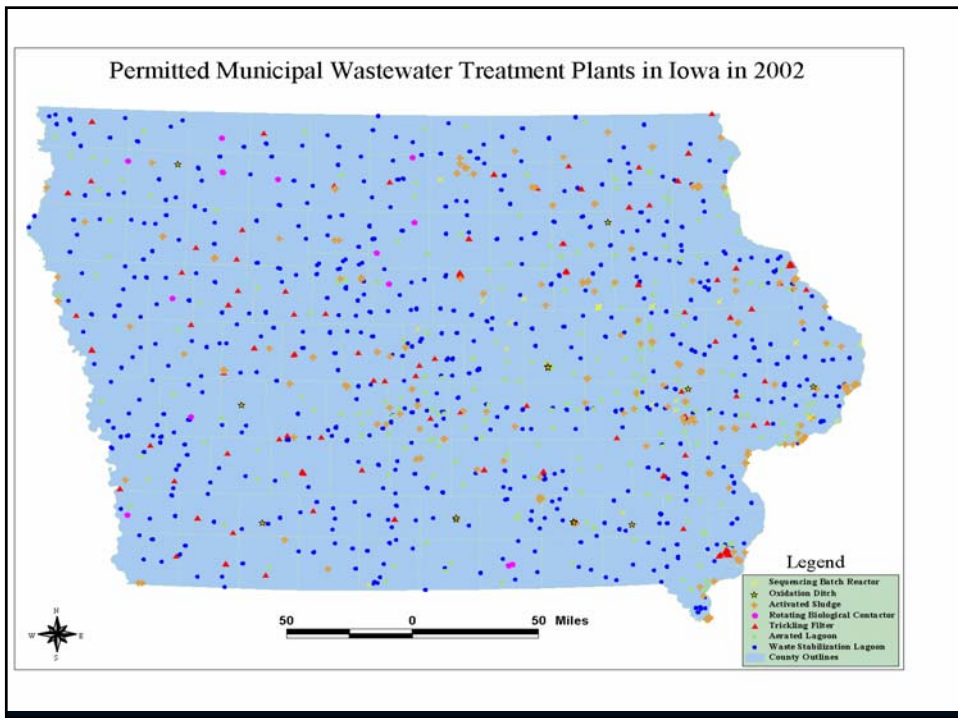 Permitted Municipal Wastewater Treatment Plants in Iowa in 2002
Legend
Sequencing Batch Reactor
Oxidation Ditch
Activated Sludge
Rotating Biological Contactor
Trickling Filter
Aerated Lagoon
Waste Stabilization Lagoon
County Outlines
N
W E
S
50 0 50 Miles